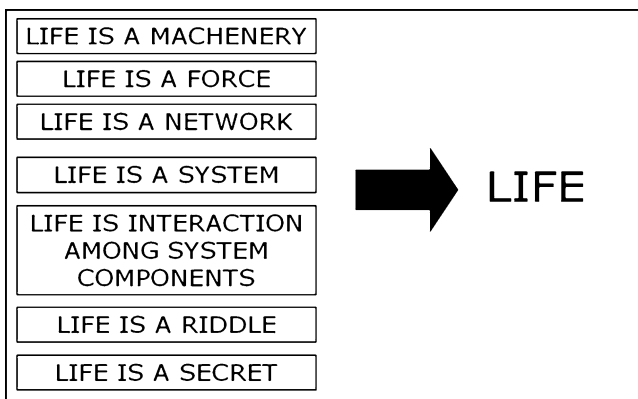 LIFE IS A MACHENERY
LIFE IS A FORCE
LIFE IS A NETWORK
LIFE IS A SYSTEM
LIFE IS INTERACTION
AMONG SYSTEM
COMPONENTS
LIFE IS A RIDDLE
LIFE IS A SECRET
LIFE